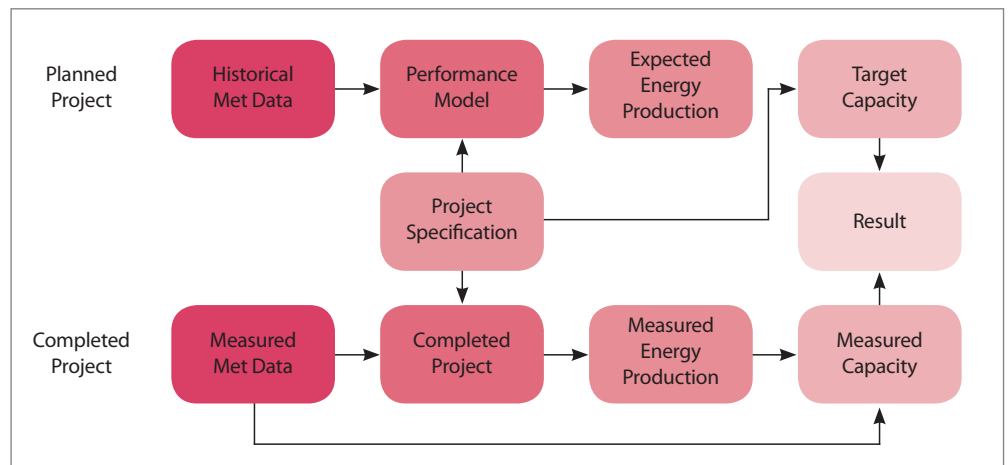 Planned
Project
Historical
Met Data
Performance
Model
Expected
Energy
Production
Target
Capacity
Project
Specification
Result
Completed
Project
Measured
Met Data
Completed
Project
Measured
Energy
Production
Measured
Capacity